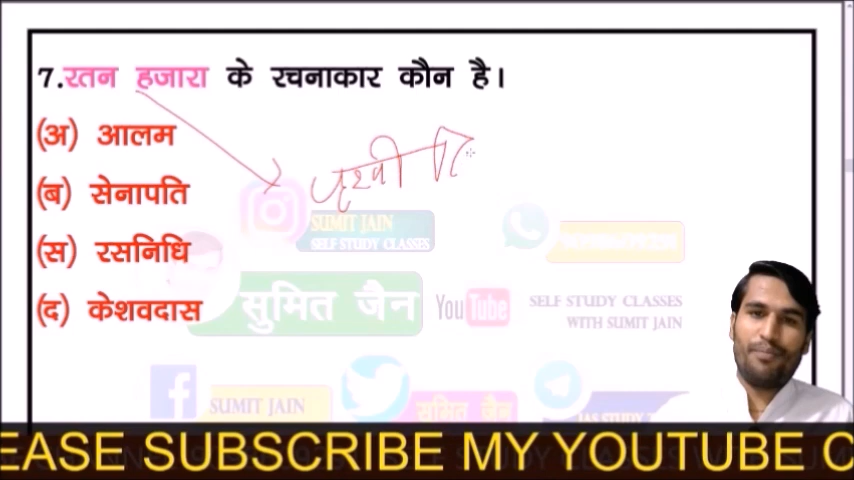 7.रतन हजारा के रचनाकार कौन है।
(अ) आलम
(ब) सेनापति
(स) रसनिधि
(द) केशवदास
पृथ्वी
SUMIT JAIN
SELF STUDY CLASSES
सुमित जैन
YouTube
SELF STUDY CLASSES
WITH SUMIT JAIN
SUMIT JAIN
सुमित जैन
EASE SUBSCRIBE MY YOUTUBE C